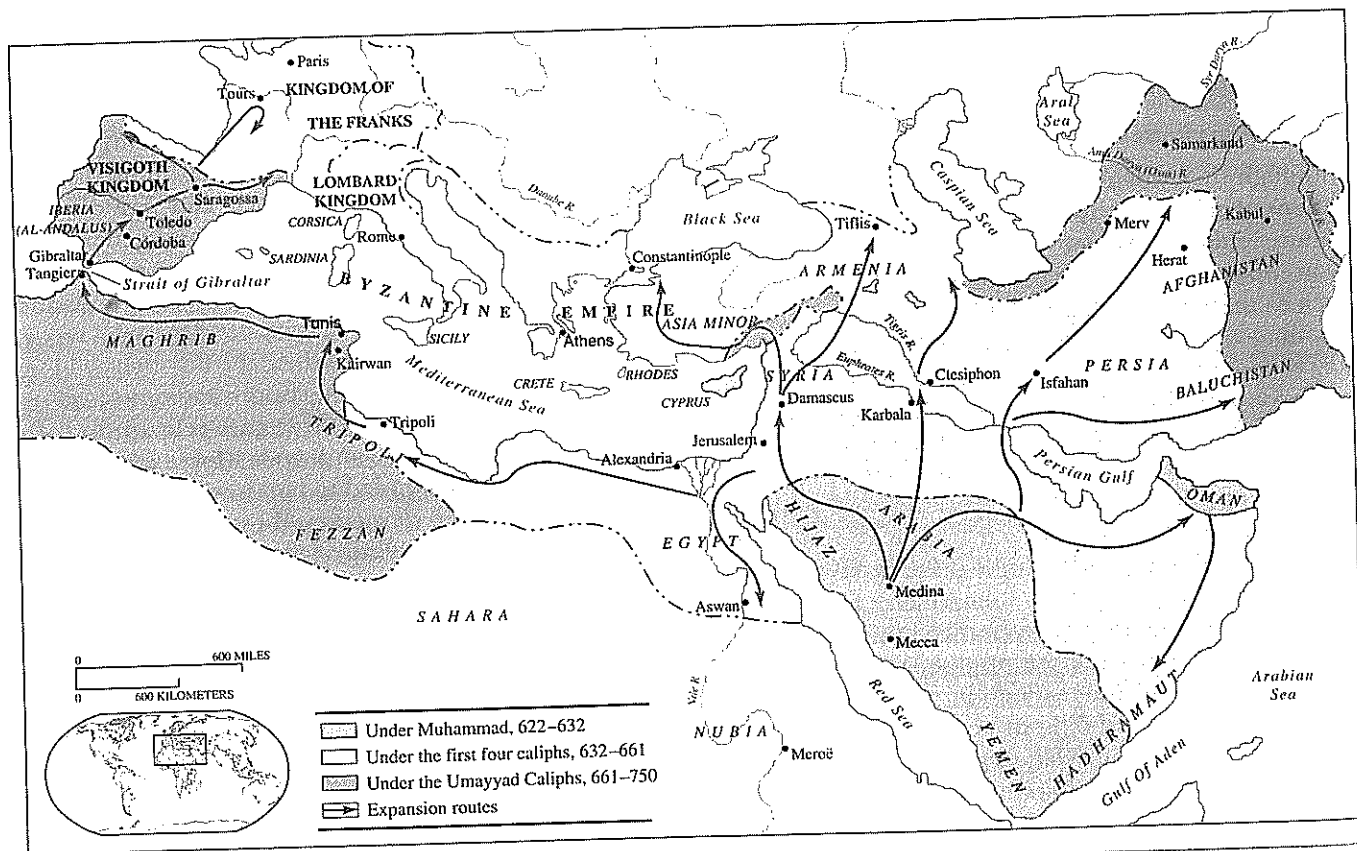 Paris
Tours
KINGDOM OF
THE FRANKS
VISIGOTH
KINGDOM
Saragossa
LOMBARD
KINGDOM
IBERIA
(AL-ANDALUS)
Toledo
Córdoba
CORSICA
Rome
SARDINIA
Gibraltar
Tangier
Strait of Gibraltar
Danube R.
Black Sea
Constantinople
Tiflis
ARMENIA
Caspian Sea
Aral
Sea
Syr Darya R.
Samarkand
Merv
Kabul
Herat
AFGHANISTAN
BYZANTINE EMPIRE
ASIA MINOR
Tigris R.
Euphrates R.
SICILY
Athens
MAGHRIB
Tunis
Kairwan
Mediterranean Sea
CRETE
RHODES
CYPRUS
SYRIA
Damascus
Ctesiphon
Karbala
Isfahan
PERSIA
BALUCHISTAN
Tripoli
TRIPOLI
Jerusalem
Alexandria
Persian Gulf
OMAN
FEZZAN
EGYPT
HIJAZ
ARABIA
Medina
Mecca
Aswan
SAHARA
Nile R.
Red Sea
NUBIA
Meroë
YEMEN
HADHRAMAUT
Gulf Of Aden
Arabian
Sea
0 600 MILES
0 600 KILOMETERS
Under Muhammad, 622–632
Under the first four caliphs, 632–661
Under the Umayyad Caliphs, 661–750
Expansion routes